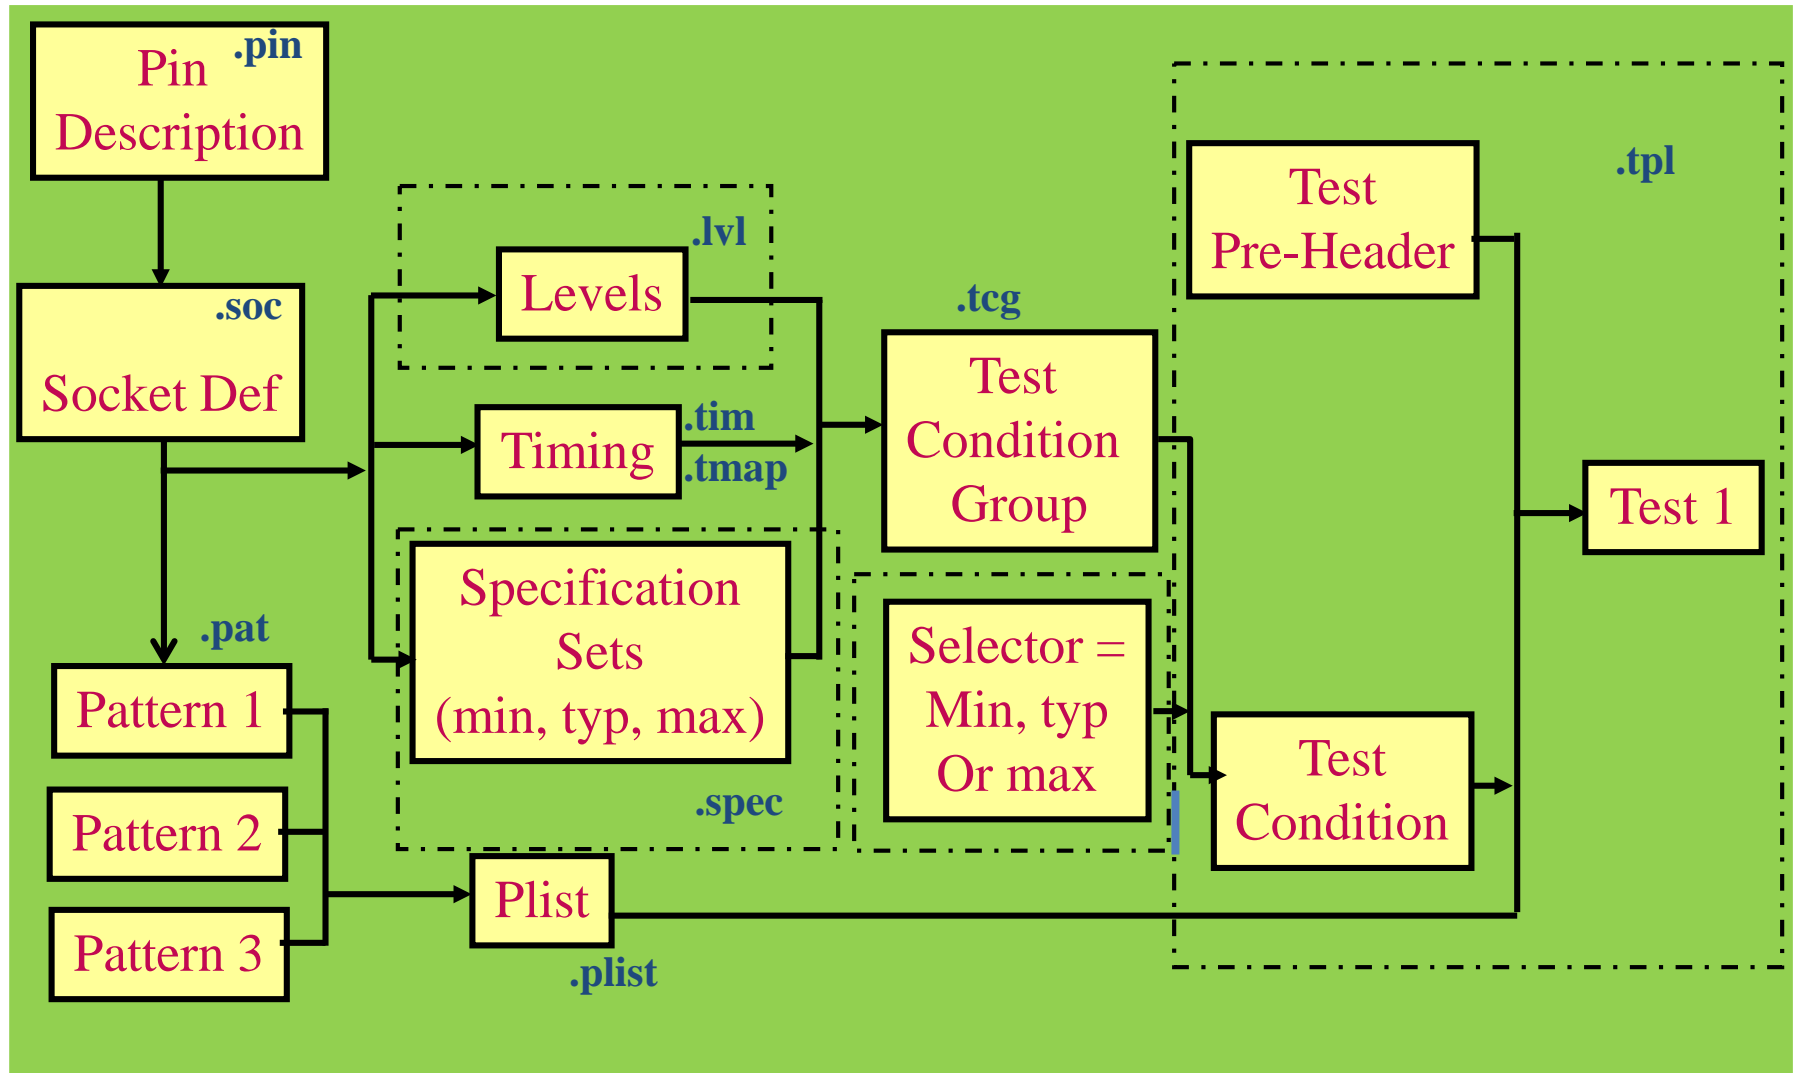 .pin
Pin
Description
.soc
Socket Def
.lvl
Levels
.tim
Timing
.tmap
Specification
Sets
(min, typ, max)
.spec
.pat
Pattern 1
Pattern 2
Pattern 3
Plist
.plist
.tcg
Test
Condition
Group
Selector =
Min, typ
Or max
.tpl
Test
Pre-Header
Test
Condition
Test 1